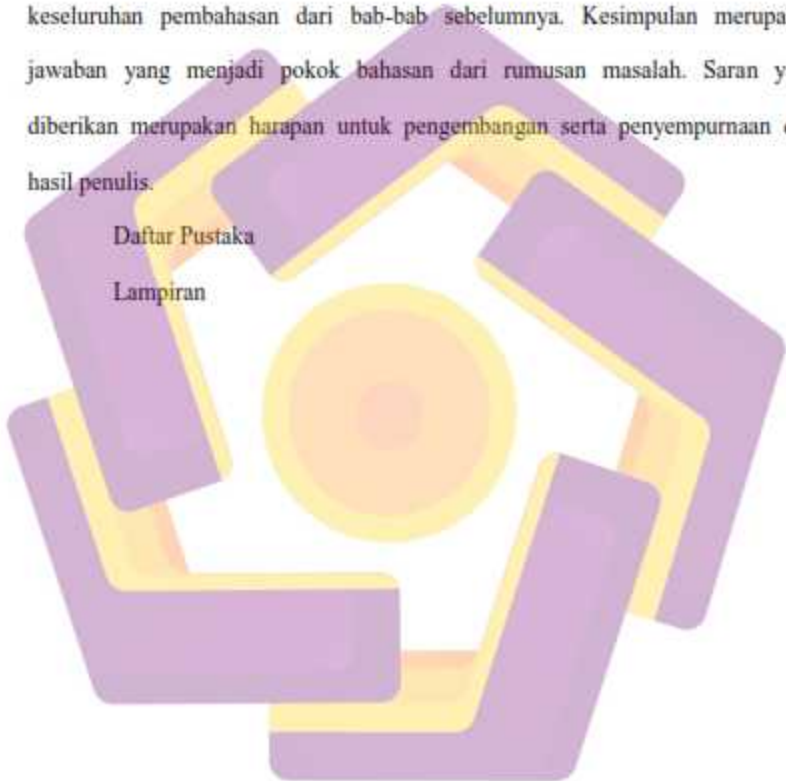 keseluruhan pembahasan dari bab-bab sebelumnya. Kesimpulan merupa
jawaban yang menjadi pokok bahasan dari rumusan masalah. Saran y
diberikan merupakan harapan untuk pengembangan serta penyempurnaan
hasil penulis.
Daftar Pustaka
Lampiran